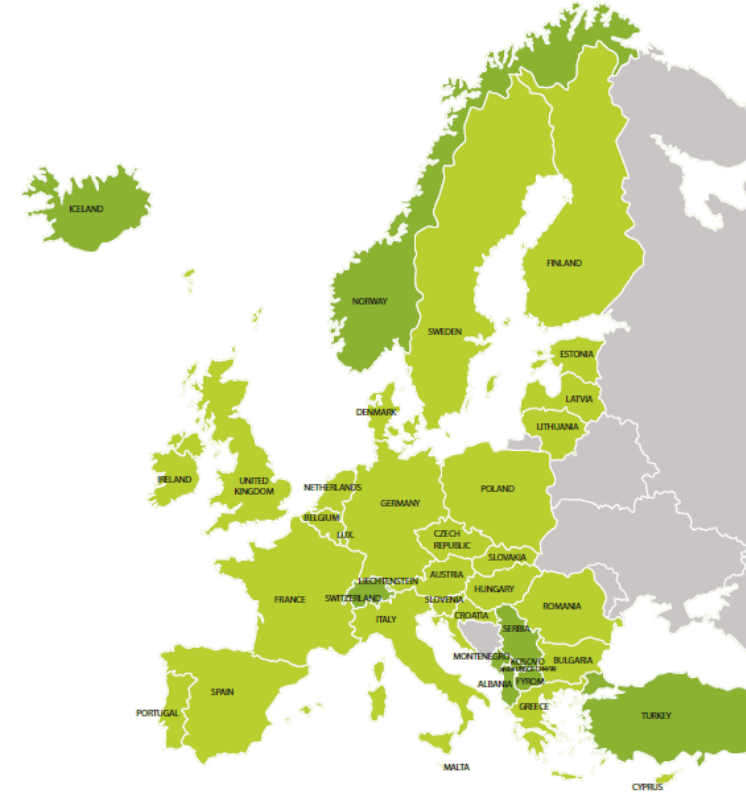 ICELAND
FINLAND
NORWAY
SWEDEN
ESTONIA
LATVIA
DENMARK
LITHUANIA
IRELAND
UNITED
KINGDOM
NETHERLANDS
POLAND
GERMANY
BELGIUM
LUX.
CZECH
REPUBLIC
SLOVAKIA
AUSTRIA
LIECHTENSTEIN
HUNGARY
FRANCE
SWITZERLAND
SLOVENIA
ROMANIA
CROATIA
ITALY
SERBIA
MONTENEGRO
KOSOVO
BULGARIA
ALBANIA
FYROM
SPAIN
GREECE
PORTUGAL
TURKEY
MALTA
CYPRUS